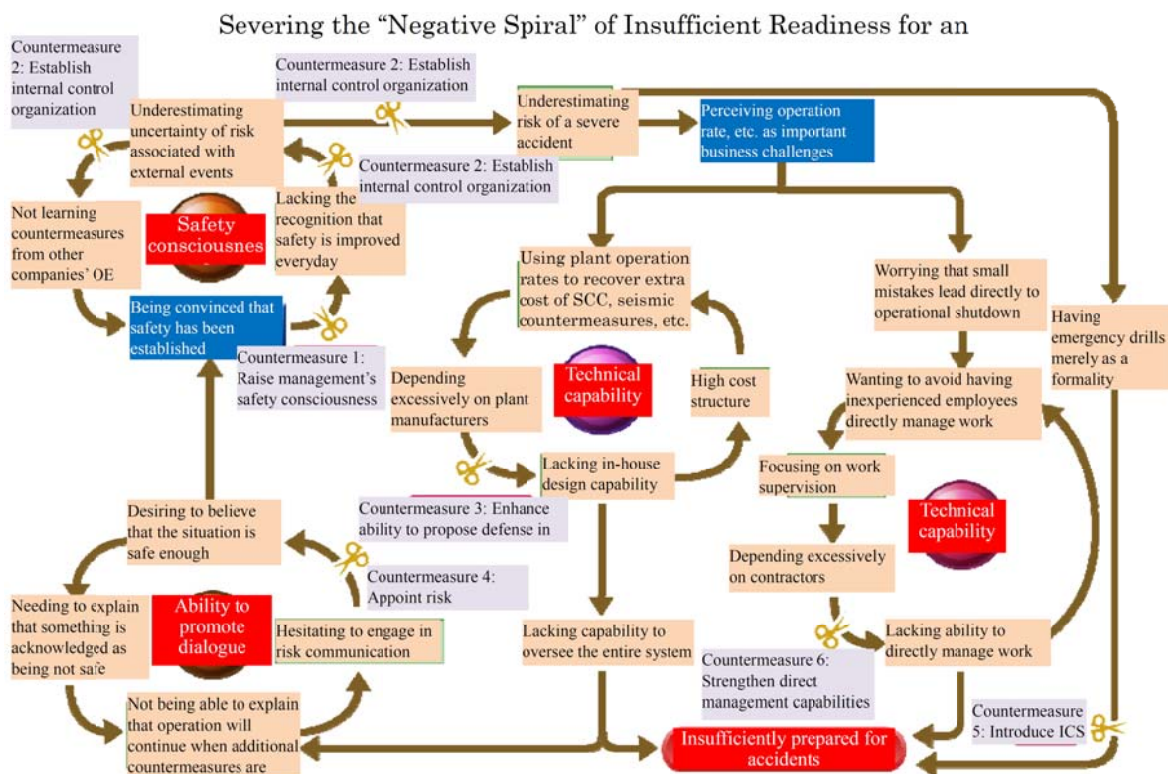 Severing the “Negative Spiral” of Insufficient Readiness for an
Countermeasure
2: Establish
internal control
organization
Countermeasure 2: Establish
internal control organization
Underestimating
uncertainty of risk
associated with
external events
Underestimating
risk of a severe
accident
Perceiving operation
rate, etc. as important
business challenges
Countermeasure 2: Establish
internal control organization
Not learning
countermeasures
from other
companies’ OE
Safety
consciousnes
Lacking the
recognition that
safety is improved
everyday
Being convinced that
safety has been
established
Countermeasure 1:
Raise management’s
safety consciousness
Using plant operation
rates to recover extra
cost of SCC, seismic
countermeasures, etc.
Worrying that small
mistakes lead directly to
operational shutdown
Having
emergency drills
merely as a
formality
Depending
excessively on plant
manufacturers
Technical
capability
High cost
structure
Wanting to avoid having
inexperienced employees
directly manage work
Lacking in-house
design capability
Focusing on work
supervision
Countermeasure 3: Enhance
ability to propose defense in
Technical
capability
Desiring to believe
that the situation is
safe enough
Countermeasure 4:
Appoint risk
Depending excessively
on contractors
Needing to explain
that something is
acknowledged as
being not safe
Ability to
promote
dialogue
Hesitating to engage in
risk communication
Lacking capability to
oversee the entire system
Lacking ability to
directly manage work
Countermeasure 6:
Strengthen direct
management capabilities
Not being able to explain
that operation will
continue when additional
countermeasures are
Insufficiently prepared for
accidents
Countermeasure
5: Introduce ICS